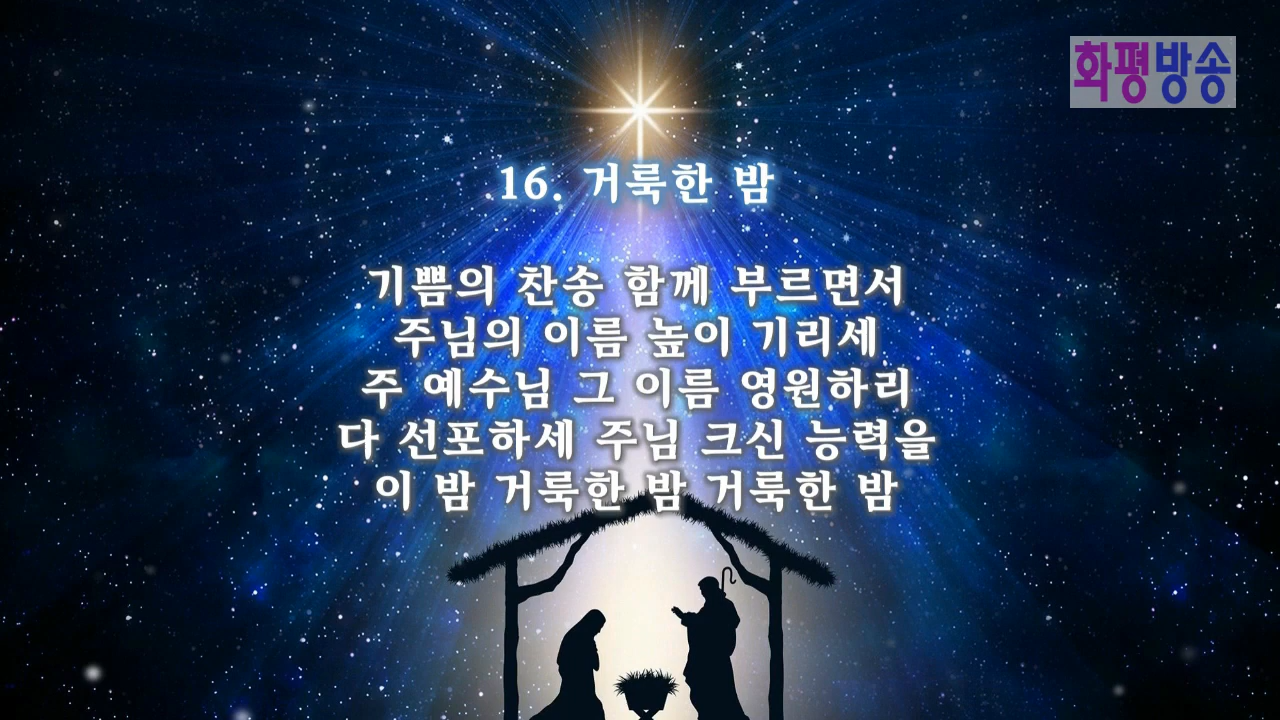 화평방송
16. 거룩한 밤
기쁨의 찬송 함께 부르면서
주님의 이름 높이 기리세
주 예수님 그 이름 영원하리
다 선포하세 주님 크신 능력을
이 밤 거룩한 밤 거룩한 밤